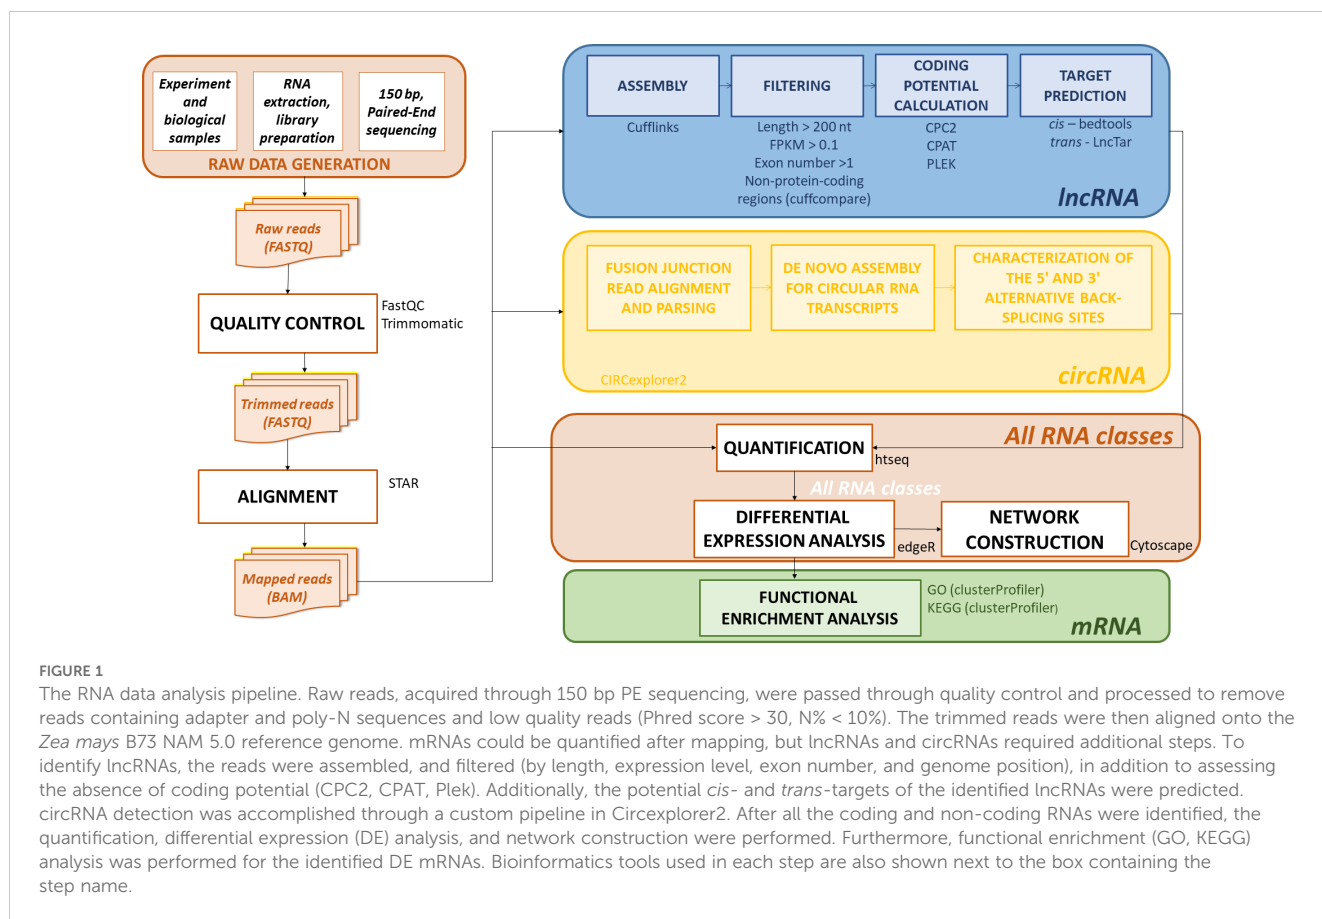 Experiment
and
biological
samples
RNA
extraction,
library
preparation
150 bp,
Paired-End
sequencing
RAW DATA GENERATION
Raw reads
(FASTQ)
QUALITY CONTROL
FastQC
Trimmomatic
Trimmed reads
(FASTQ)
ALIGNMENT
STAR
Mapped reads
(BAM)
ASSEMBLY
Cufflinks
FILTERING
Length > 200 nt
FPKM > 0.1
Exon number >1
Non-protein-coding
regions (cuffcompare)
CODING
POTENTIAL
CALCULATION
CPC2
CPAT
PLEK
TARGET
PREDICTION
cis – bedtools
trans - LncTar
lncRNA
FUSION JUNCTION
READ ALIGNMENT
AND PARSING
DE NOVO ASSEMBLY
FOR CIRCULAR RNA
TRANSCRIPTS
CHARACTERIZATION OF
THE 5' AND 3'
ALTERNATIVE BACK-
SPLICING SITES
CIRCexplorer2
circRNA
All RNA classes
QUANTIFICATION
htseq
All RNA classes
DIFFERENTIAL
EXPRESSION ANALYSIS
edgeR
NETWORK
CONSTRUCTION
Cytoscape
FUNCTIONAL
ENRICHMENT ANALYSIS
GO (clusterProfiler)
KEGG (clusterProfiler)
mRNA
FIGURE 1
The RNA data analysis pipeline. Raw reads, acquired through 150 bp PE sequencing, were passed through quality control and processed to remove
reads containing adapter and poly-N sequences and low quality reads (Phred score > 30, N% < 10%). The trimmed reads were then aligned onto the
Zea mays B73 NAM 5.0 reference genome. mRNAs could be quantified after mapping, but lncRNAs and circRNAs required additional steps. To
identify lncRNAs, the reads were assembled, and filtered (by length, expression level, exon number, and genome position), in addition to assessing
the absence of coding potential (CPC2, CPAT, Plek). Additionally, the potential cis- and trans-targets of the identified lncRNAs were predicted.
circRNA detection was accomplished through a custom pipeline in Circexplorer2. After all the coding and non-coding RNAs were identified, the
quantification, differential expression (DE) analysis, and network construction were performed. Furthermore, functional enrichment (GO, KEGG)
analysis was performed for the identified DE mRNAs. Bioinformatics tools used in each step are also shown next to the box containing the
step name.